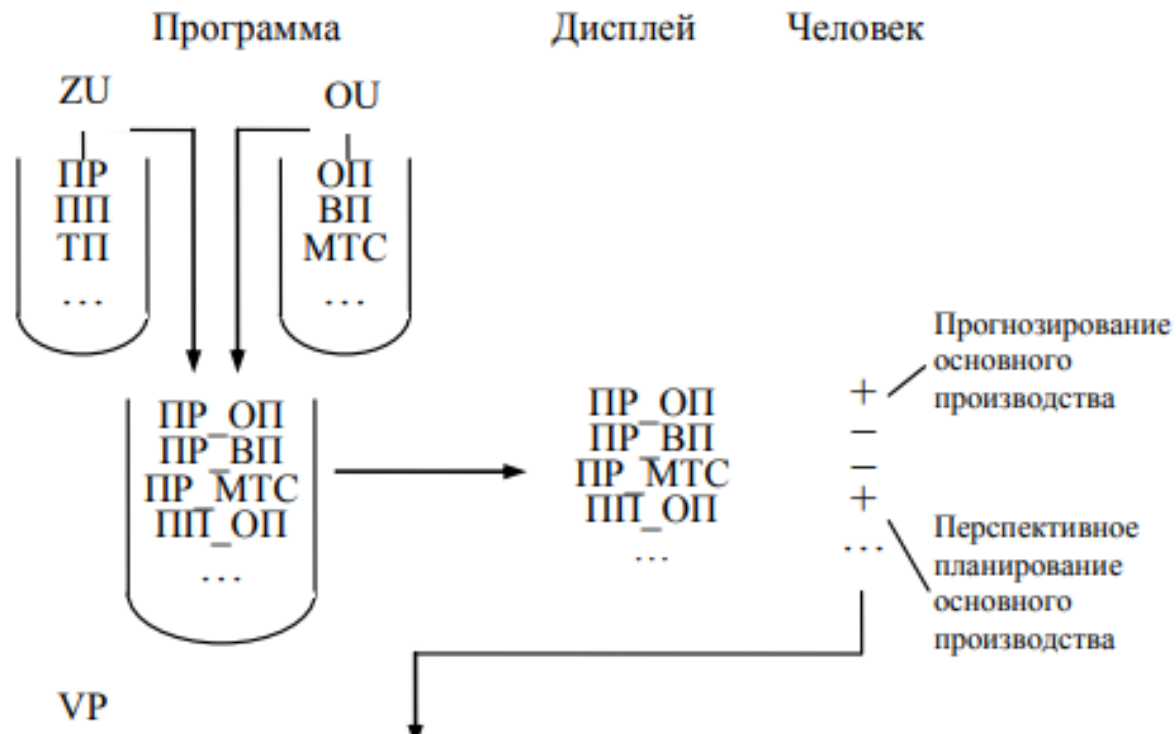 Программа Дисплей Человек
ZU OU
ПР
ПП
ТП
...
ОП
ВП
МТС
...
ПР_ОП
ПР_ВП
ПР_МТС
ПП_ОП
...
ПР_ОП
ПР_ВП
ПР_МТС
ПП_ОП
...
+
–
–
+
...
Прогнозирование
основного
производства
Перспективное
планирование
основного
производства
VP